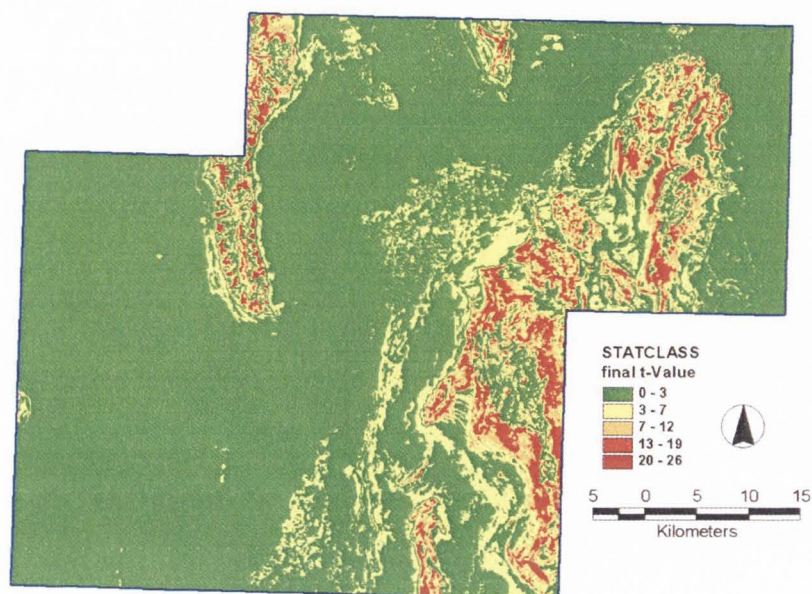 STATCLASS
final t-Value
0 - 3
3 - 7
7 - 12
13 - 19
20 - 26
5 0 5 10 15
Kilometers